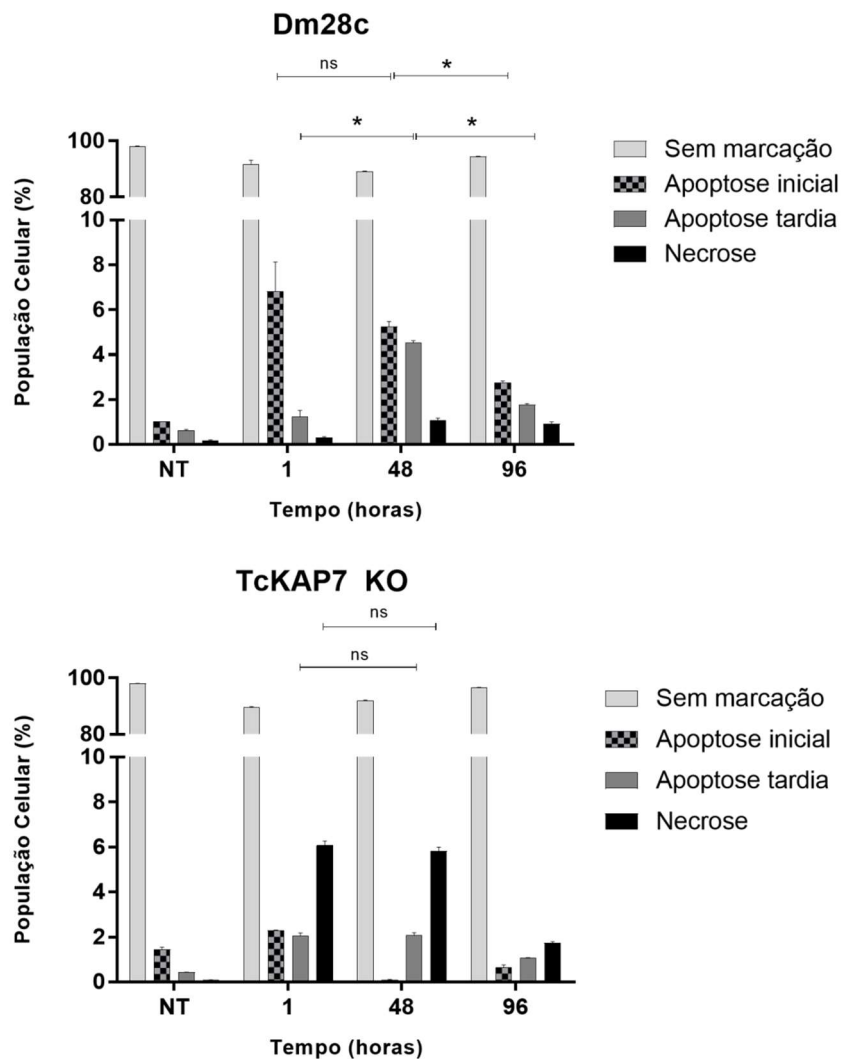 Dm28c
ns
*
*
*
100
80
10
8
6
4
2
0
População Celular (%)
NT
1
48
96
Tempo (horas)
Sem marcação
Apoptose inicial
Apoptose tardia
Necrose
TcKAP7 KO
ns
ns
100
80
10
8
6
4
2
0
População Celular (%)
NT
1
48
96
Tempo (horas)
Sem marcação
Apoptose inicial
Apoptose tardia
Necrose